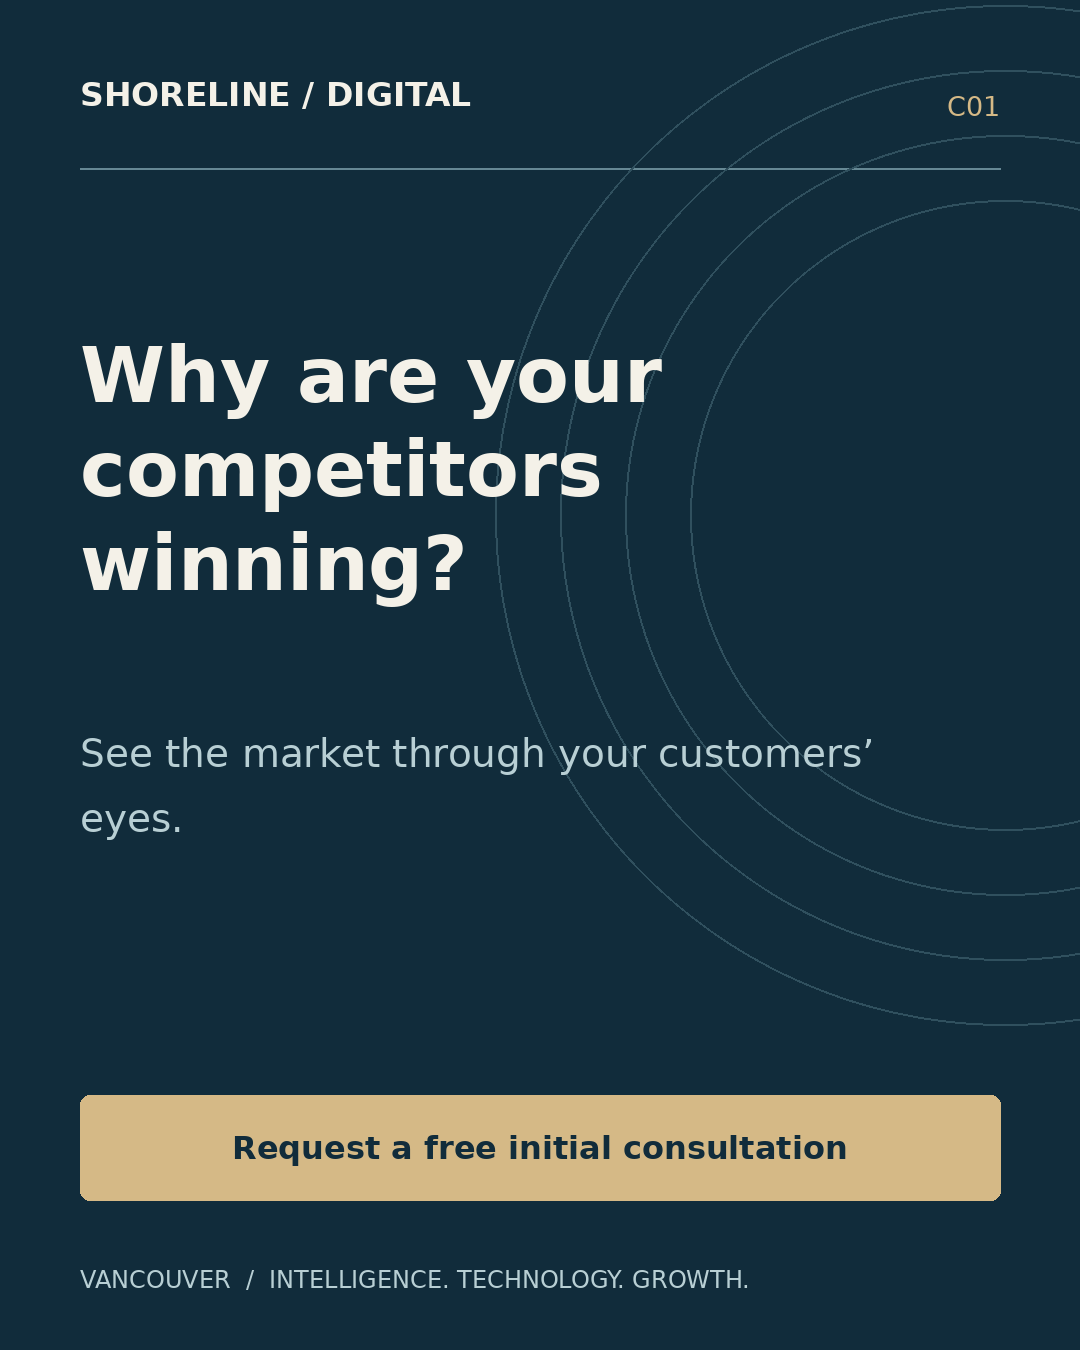 SHORELINE / DIGITAL
C01
Why are your
competitors
winning?
See the market through your customers’
eyes.
Request a free initial consultation
VANCOUVER / INTELLIGENCE. TECHNOLOGY. GROWTH.